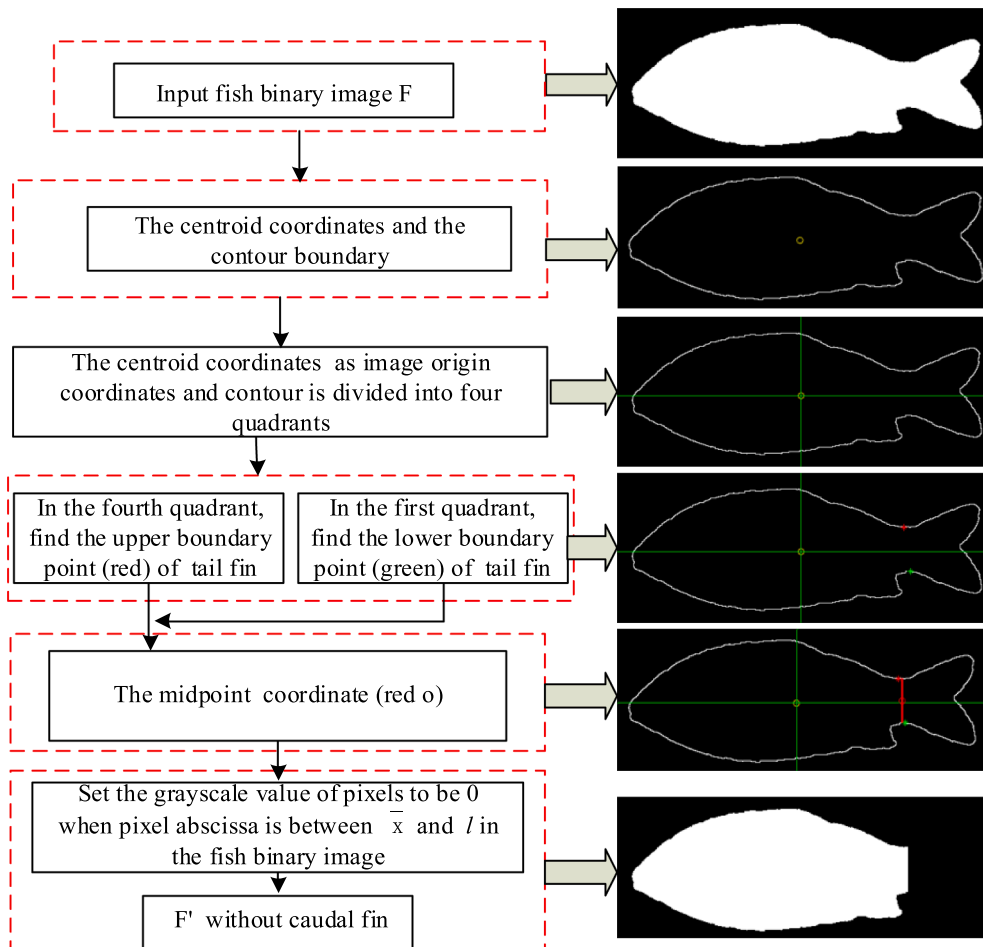 Input fish binary image F
The centroid coordinates and the
contour boundary
The centroid coordinates as image origin
coordinates and contour is divided into four
quadrants
In the fourth quadrant,
find the upper boundary
point (red) of tail fin
In the first quadrant,
find the lower boundary
point (green) of tail fin
The midpoint coordinate (red o)
Set the grayscale value of pixels to be 0
when pixel abscissa is between x̄ and l in
the fish binary image
F' without caudal fin